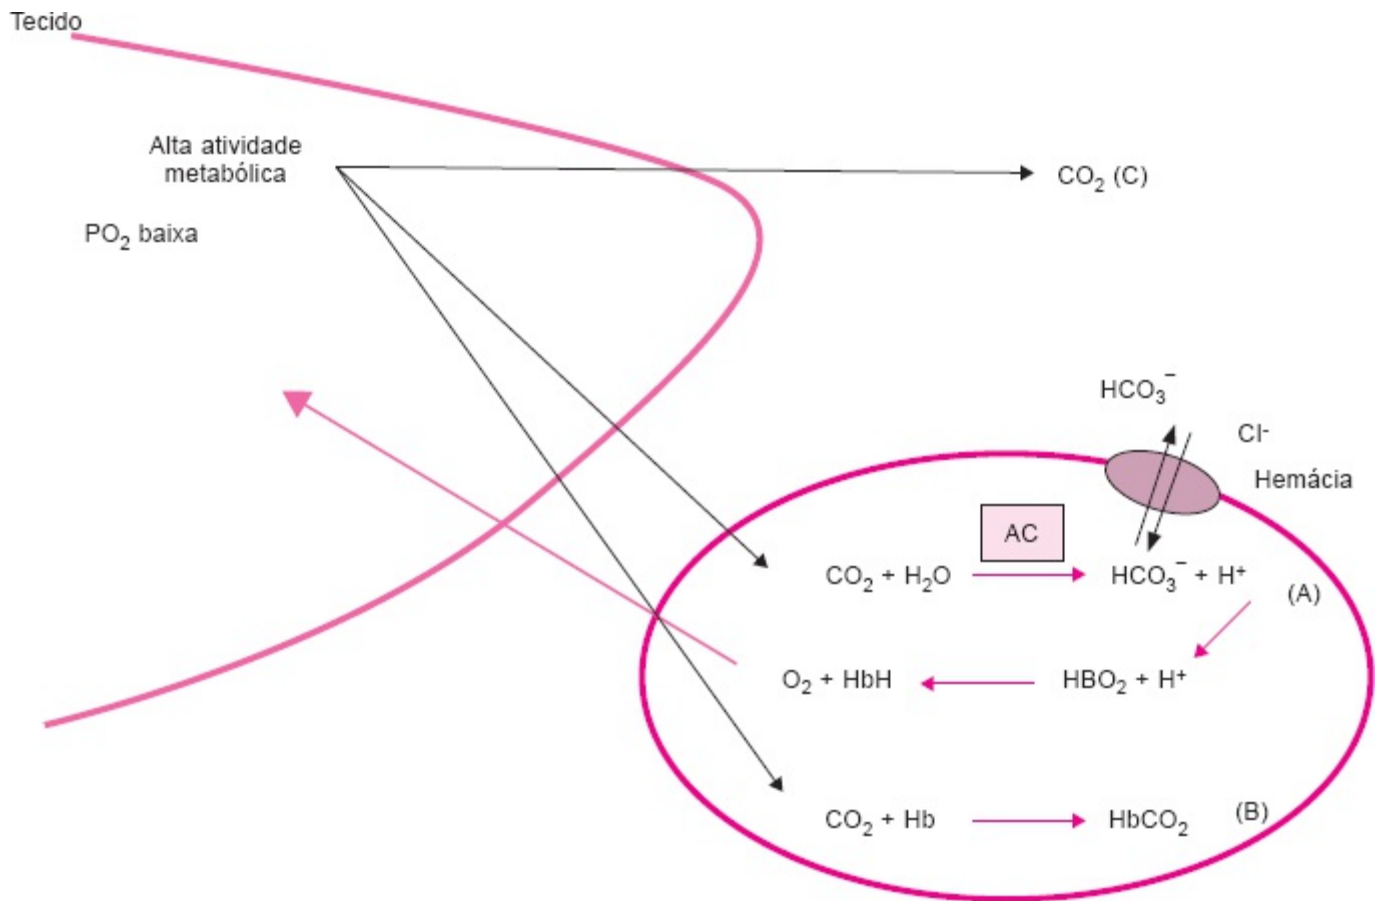 Tecido
Alta atividade
metabólica
CO₂ (C)
PO₂ baixa
HCO₃⁻
Cl⁻
Hemácia
AC
CO₂ + H₂O
HCO₃⁻ + H⁺
(A)
O₂ + HbH
HBO₂ + H⁺
CO₂ + Hb
HbCO₂
(B)